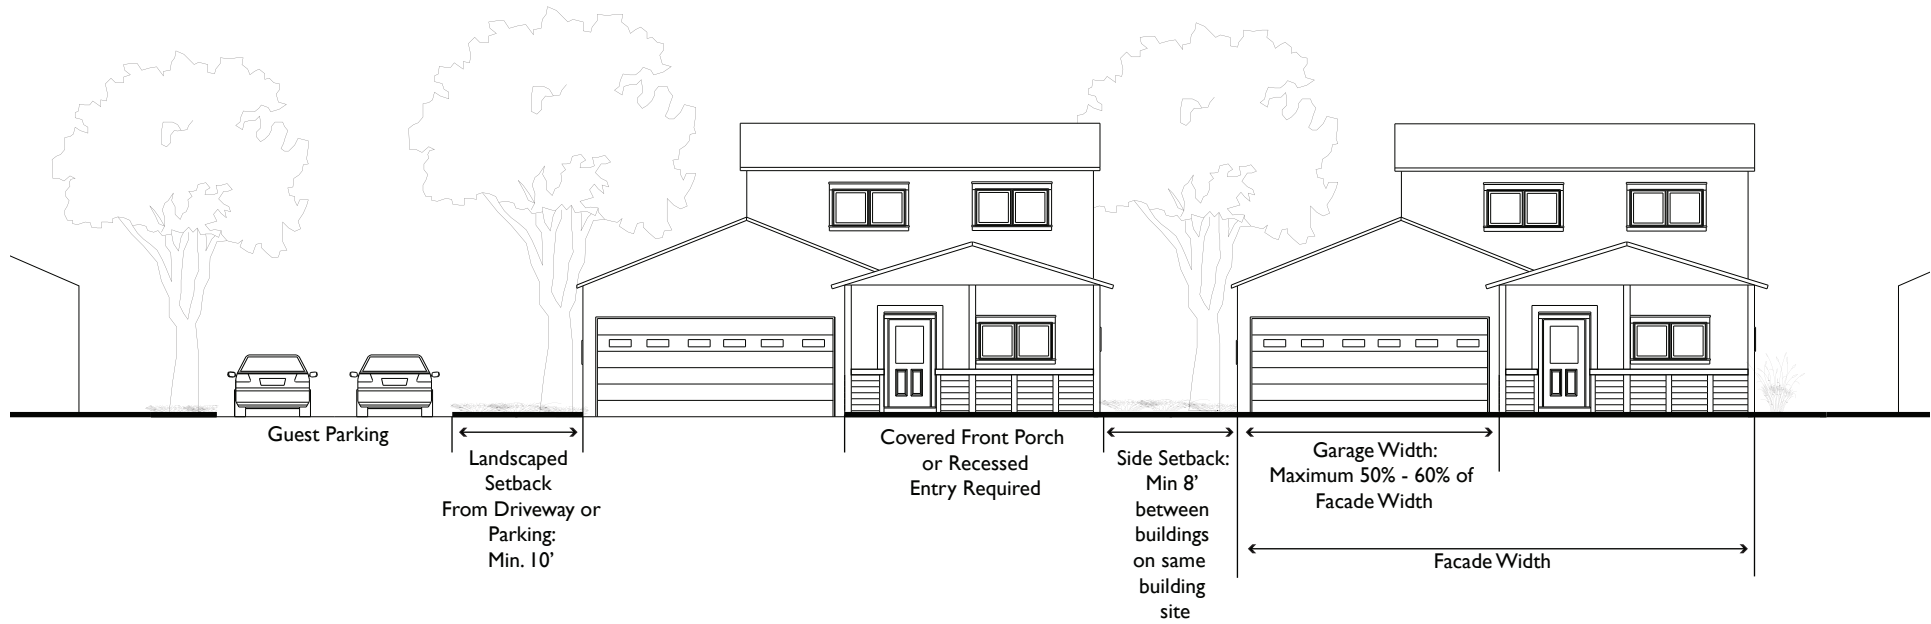 Guest Parking
Landscaped
Setback
From Driveway or
Parking:
Min. 10’
Covered Front Porch
or Recessed
Entry Required
Side Setback:
Min 8’
between
buildings
on same
building
site
Garage Width:
Maximum 50% - 60% of
Facade Width
Facade Width